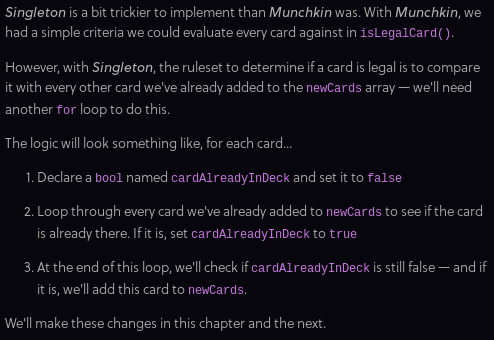 Singleton is a bit trickier to implement than Munchkin was. With Munchkin, we
had a simple criteria we could evaluate every card against in isLegalCard().
However, with Singleton, the ruleset to determine if a card is legal is to compare
it with every other card we've already added to the newCards array — we'll need
another for loop to do this.
The logic will look something like, for each card...
1. Declare a bool named cardAlreadyInDeck and set it to false
2. Loop through every card we've already added to newCards to see if the card
is already there. If it is, set cardAlreadyInDeck to true
3. At the end of this loop, we'll check if cardAlreadyInDeck is still false — and if
it is, we'll add this card to newCards.
We'll make these changes in this chapter and the next.